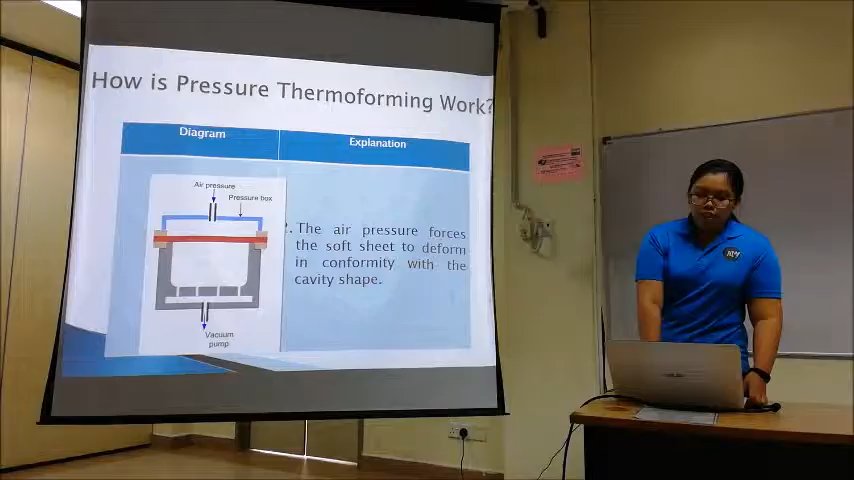 How is Pressure Thermoforming Work?
Diagram
Explanation
Air pressure
Pressure box
Vacuum
pump
2. The air pressure forces
the soft sheet to deform
in conformity with the
cavity shape.